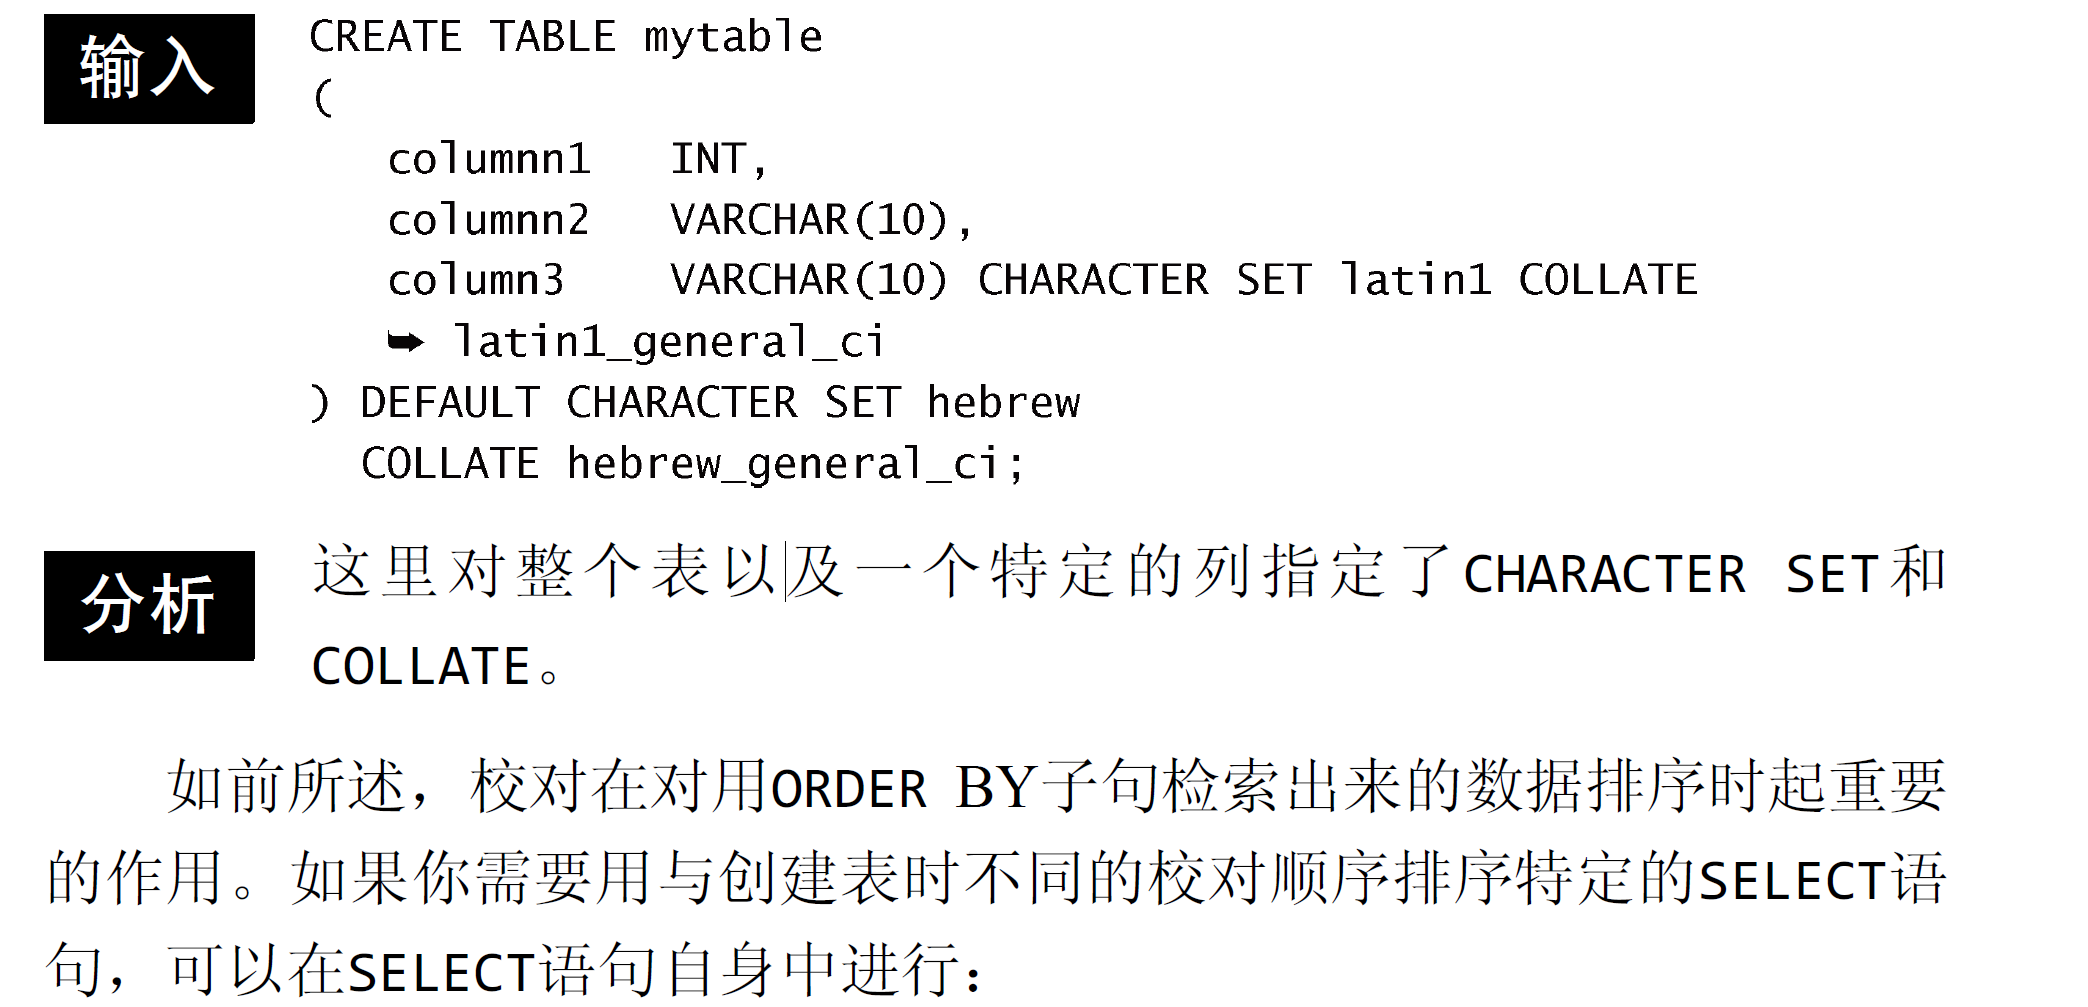 输入
CREATE TABLE mytable
(
columnn1   INT,
columnn2   VARCHAR(10),
column3    VARCHAR(10) CHARACTER SET latin1 COLLATE
➥ latin1_general_ci
) DEFAULT CHARACTER SET hebrew
COLLATE hebrew_general_ci;
分析
这里对整个表以及一个特定的列指定了CHARACTER SET和
COLLATE。
如前所述，校对在对用ORDER BY子句检索出来的数据排序时起重要
的作用。如果你需要用与创建表时不同的校对顺序排序特定的SELECT语
句，可以在SELECT语句自身中进行：